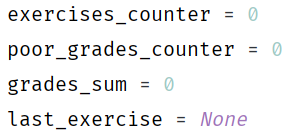 exercises_counter = 0
poor_grades_counter = 0
grades_sum = 0
last_exercise = None